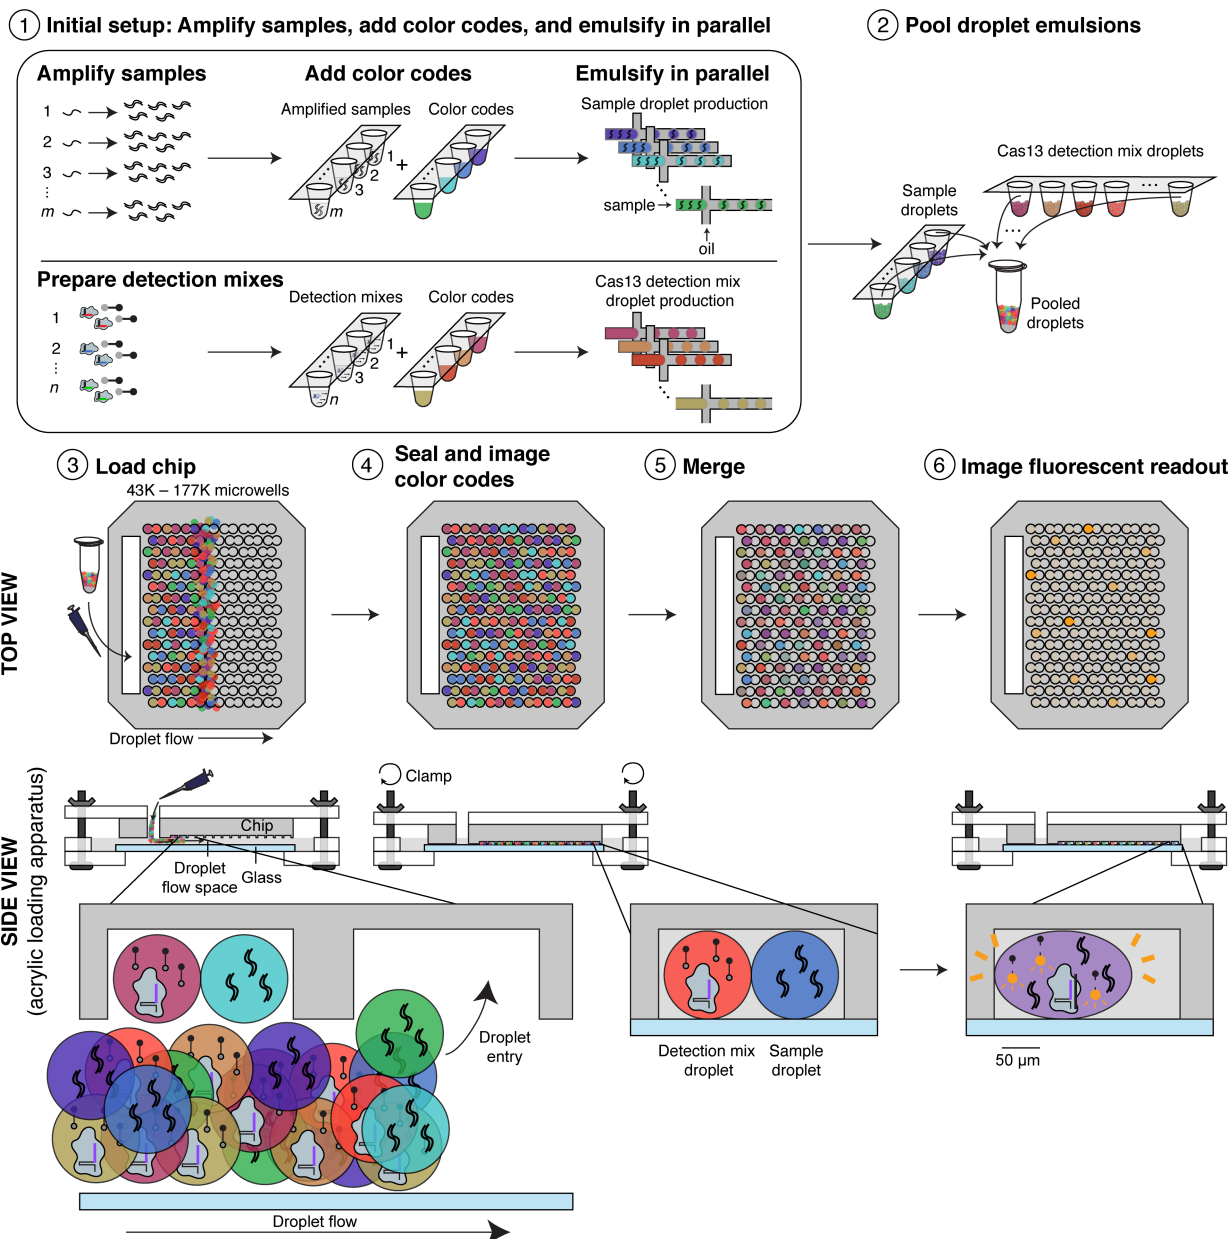 1 Initial setup: Amplify samples, add color codes, and emulsify in parallel
2 Pool droplet emulsions
Amplify samples
Add color codes
Emulsify in parallel
1
2
3
m
Amplified samples
Color codes
1
2
3
m
+
Sample droplet production
sample
oil
Prepare detection mixes
1
2
n
Detection mixes
Color codes
1
2
3
n
+
Cas13 detection mix
droplet production
Cas13 detection mix droplets
Sample
droplets
Pooled
droplets
TOP VIEW
3 Load chip
43K – 177K microwells
Droplet flow
4 Seal and image
color codes
5 Merge
6 Image fluorescent readout
SIDE VIEW
(acrylic loading apparatus)
Chip
Droplet
flow space
Glass
Clamp
Droplet
entry
Droplet flow
Detection mix
droplet
Sample
droplet
50 µm